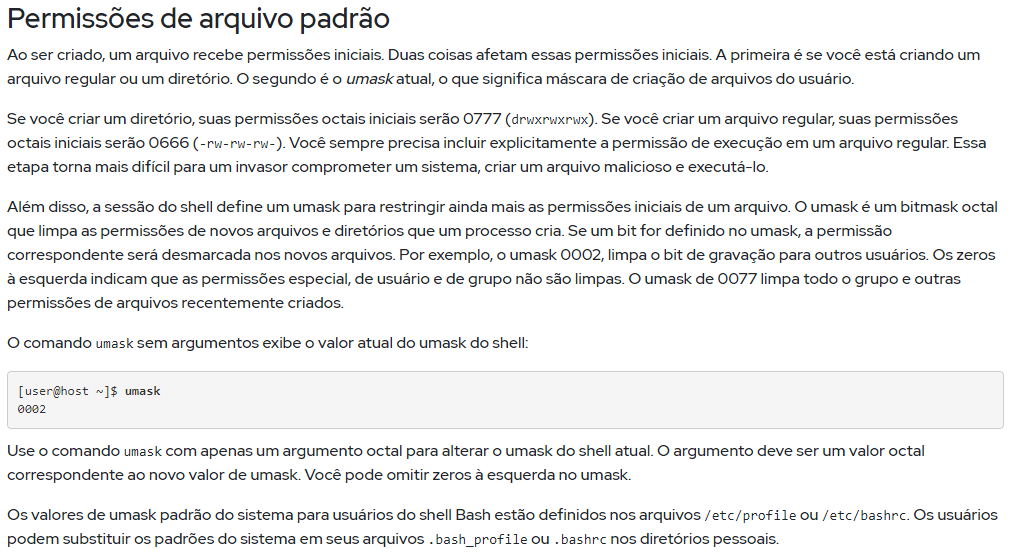 Permissões de arquivo padrão
Ao ser criado, um arquivo recebe permissões iniciais. Duas coisas afetam essas permissões iniciais. A primeira é se você está criando um
arquivo regular ou um diretório. O segundo é o umask atual, o que significa máscara de criação de arquivos do usuário.
Se você criar um diretório, suas permissões octais iniciais serão 0777 (drwxrwxrwx). Se você criar um arquivo regular, suas permissões
octais iniciais serão 0666 (-rw-rw-rw-). Você sempre precisa incluir explicitamente a permissão de execução em um arquivo regular. Essa
etapa torna mais difícil para um invasor comprometer um sistema, criar um arquivo malicioso e executá-lo.
Além disso, a sessão do shell define um umask para restringir ainda mais as permissões iniciais de um arquivo. O umask é um bitmask octal
que limpa as permissões de novos arquivos e diretórios que um processo cria. Se um bit for definido no umask, a permissão
correspondente será desmarcada nos novos arquivos. Por exemplo, o umask 0002, limpa o bit de gravação para outros usuários. Os zeros
à esquerda indicam que as permissões especial, de usuário e de grupo não são limpas. O umask de 0077 limpa todo o grupo e outras
permissões de arquivos recentemente criados.
O comando umask sem argumentos exibe o valor atual do umask do shell:
[user@host ~]$ umask
0002
Use o comando umask com apenas um argumento octal para alterar o umask do shell atual. O argumento deve ser um valor octal
correspondente ao novo valor de umask. Você pode omitir zeros à esquerda no umask.
Os valores de umask padrão do sistema para usuários do shell Bash estão definidos nos arquivos /etc/profile ou /etc/bashrc. Os usuários
podem substituir os padrões do sistema em seus arquivos .bash_profile ou .bashrc nos diretórios pessoais.